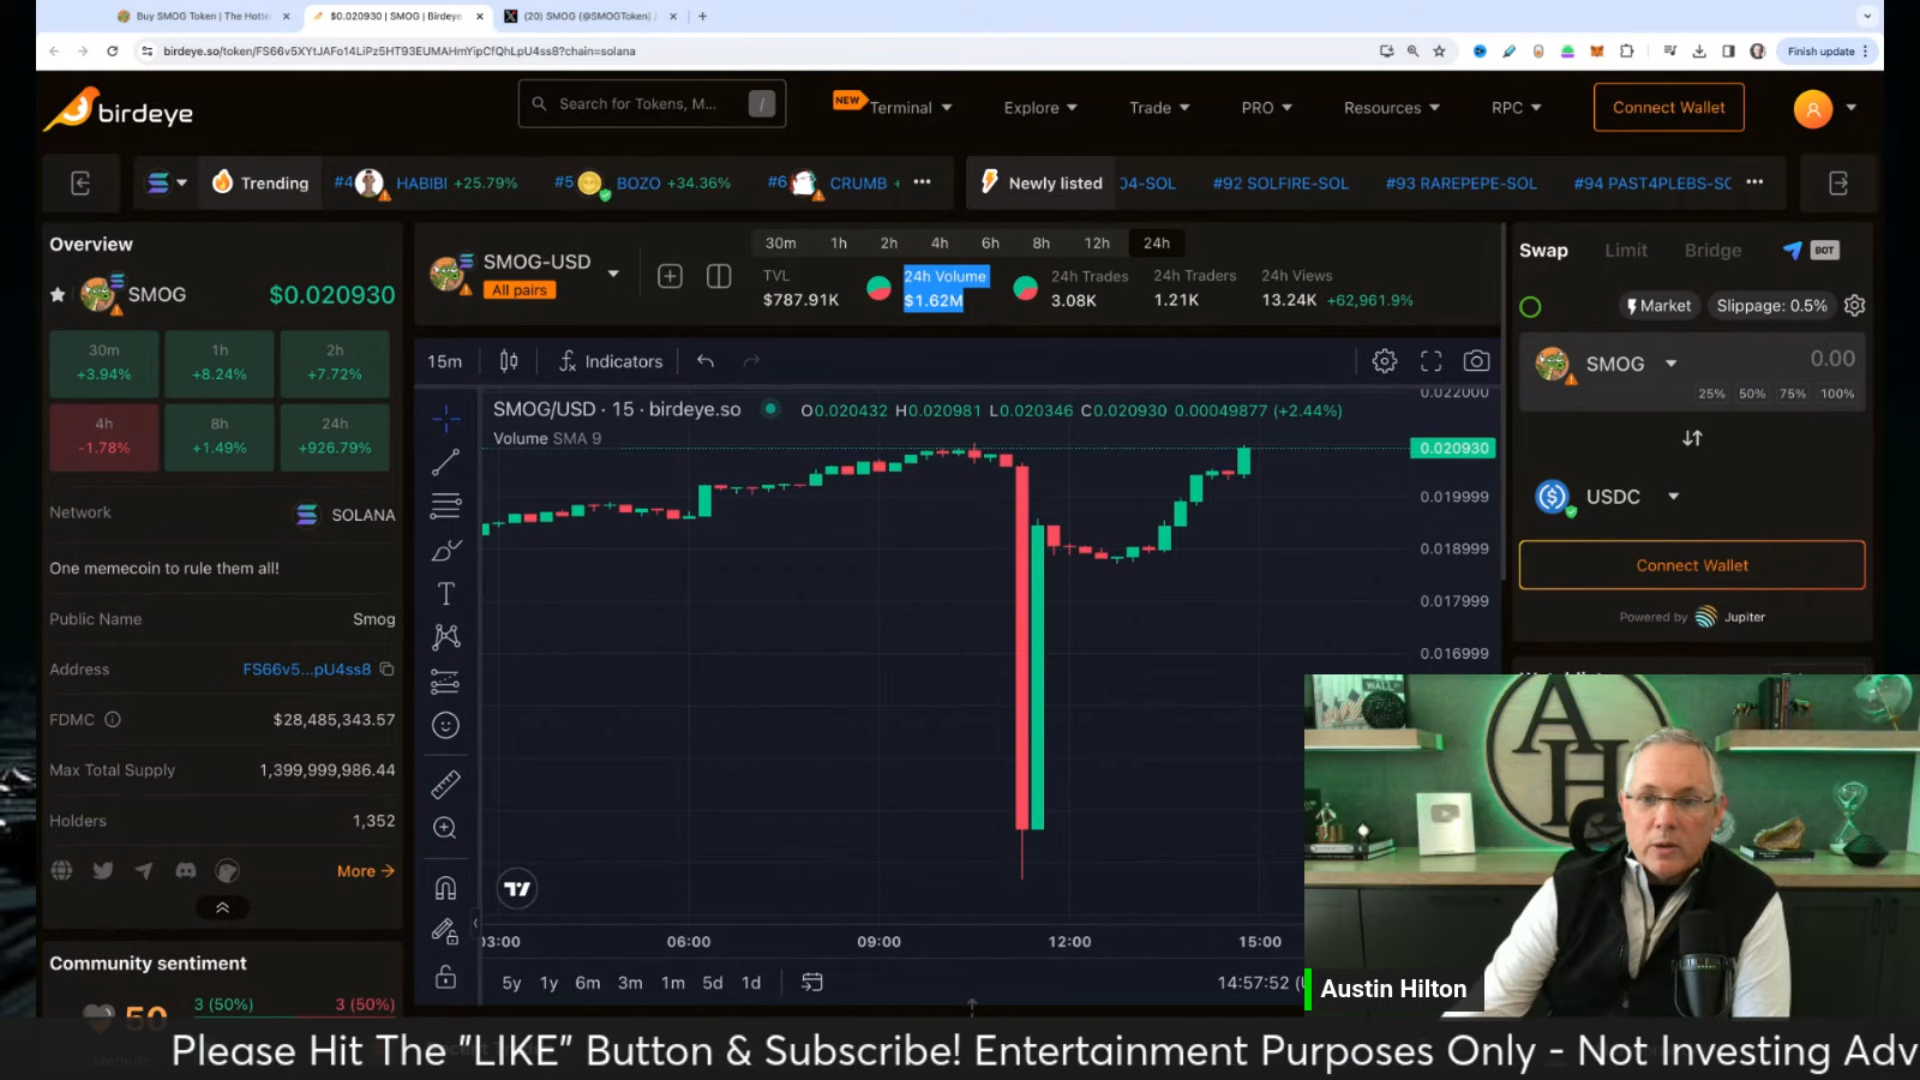 Buy SMOG Token | The Hotte
$0.020930 | SMOG | Birdeye
(20) SMOG (@SMOGToken) /
birdeye.so/token/FS66v5XYtJAFo14LiPz5HT93EUMAHmYipCfQhLpU4ss8?chain=solana
Finish update
birdeye
Search for Tokens, M...
/
NEW
Terminal
Explore
Trade
PRO
Resources
RPC
Connect Wallet
Trending
#4 HABIBI +25.79%
#5 BOZO +34.36%
#6 CRUMB +
Newly listed
04-SOL
#92 SOLFIRE-SOL
#93 RAREPEPE-SOL
#94 PAST4PLEBS-SC
Overview
SMOG
$0.020930
30m
+3.94%
1h
+8.24%
2h
+7.72%
4h
-1.78%
8h
+1.49%
24h
+926.79%
Network
SOLANA
One memecoin to rule them all!
Public Name
Smog
Address
FS66v5...pU4ss8
FDMC
$28,485,343.57
Max Total Supply
1,399,999,986.44
Holders
1,352
More
Community sentiment
50
3 (50%)
3 (50%)
SMOG-USD
All pairs
30m 1h 2h 4h 6h 8h 12h 24h
TVL
$787.91K
24h Volume
$1.62M
24h Trades
3.08K
24h Traders
1.21K
24h Views
13.24K +62,961.9%
15m
Indicators
SMOG/USD · 15 · birdeye.so
O0.020432 H0.020981 L0.020346 C0.020930 0.00049877 (+2.44%)
Volume SMA 9
0.022000
0.020930
0.019999
0.018999
0.017999
0.016999
03:00
06:00
09:00
12:00
15:00
5y 1y 6m 3m 1m 5d 1d
14:57:52 (U
Swap
Limit
Bridge
BOT
Market
Slippage: 0.5%
SMOG
0.00
25% 50% 75% 100%
USDC
Connect Wallet
Powered by Jupiter
AH
Austin Hilton
Please Hit The "LIKE" Button & Subscribe! Entertainment Purposes Only - Not Investing Adv